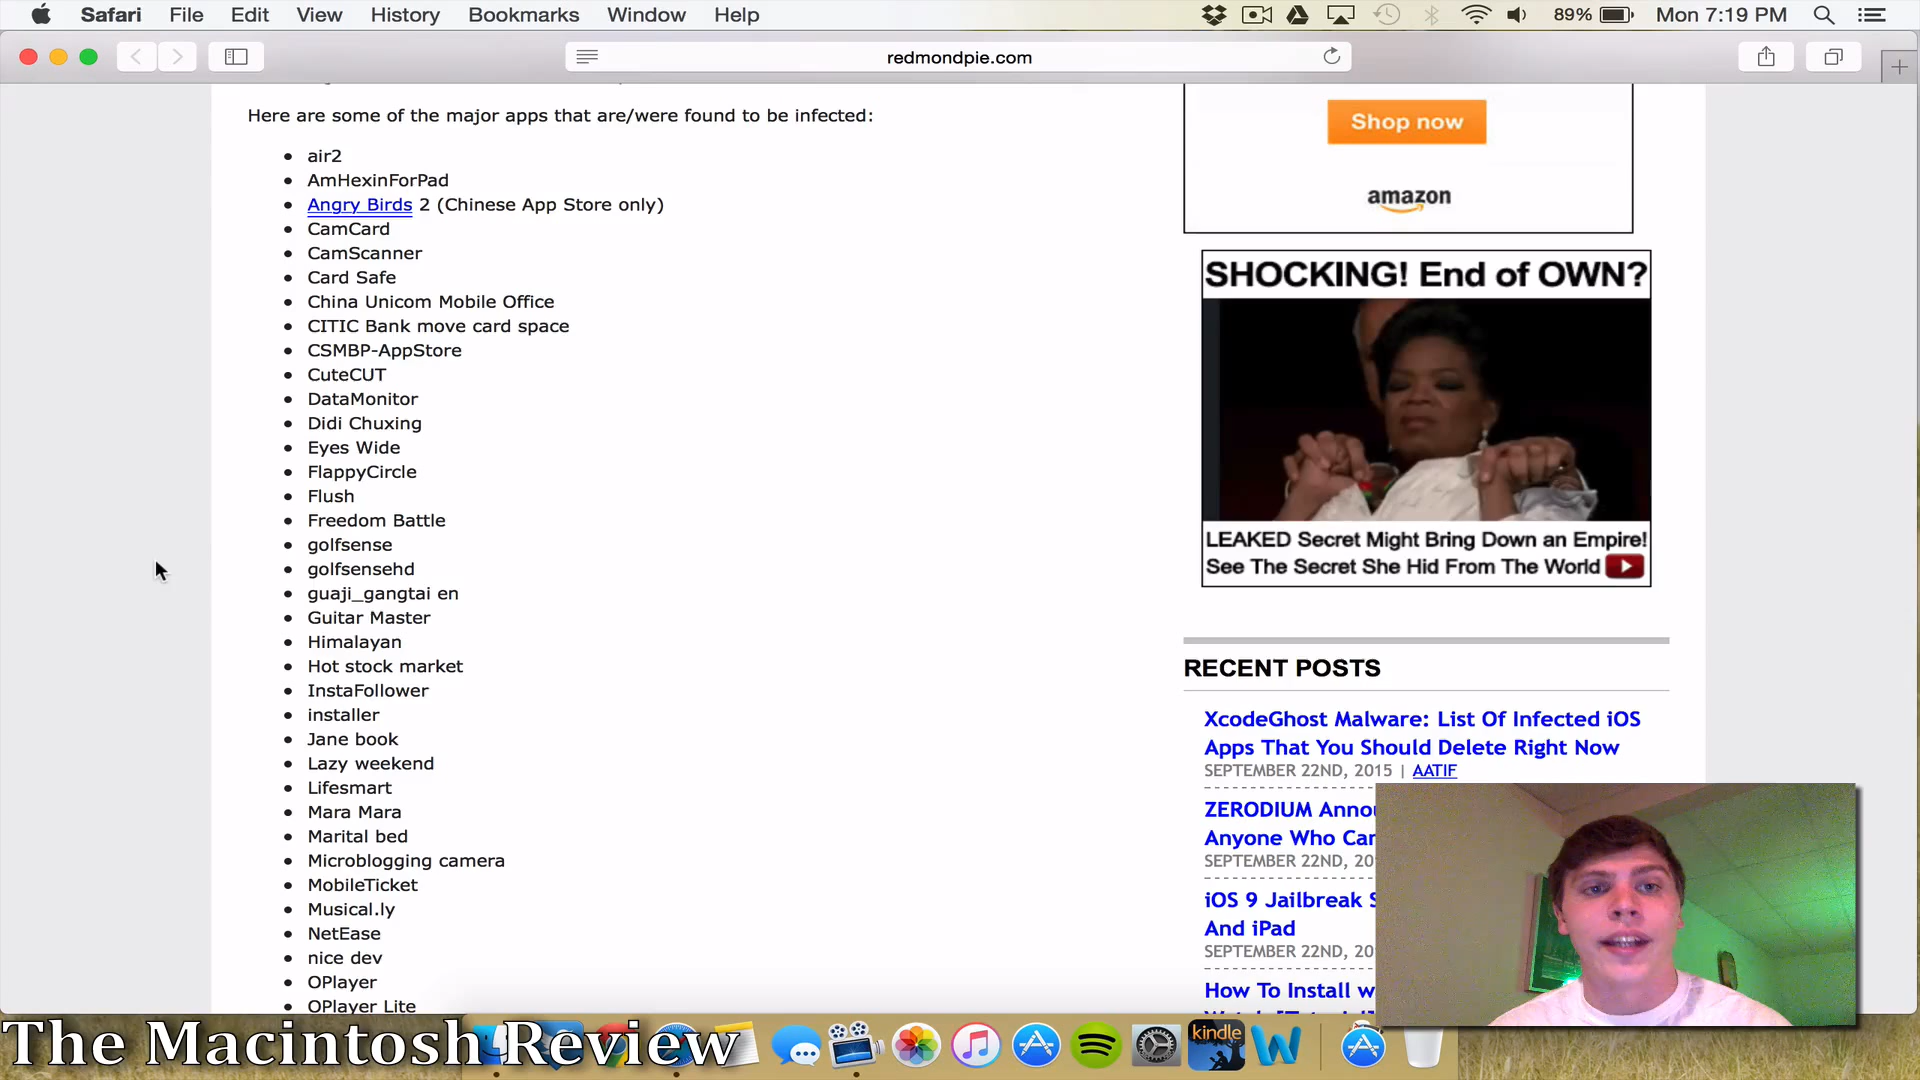 Safari File Edit View History Bookmarks Window Help
89% Mon 7:19 PM
redmondpie.com
Here are some of the major apps that are/were found to be infected:
air2
AmHexinForPad
Angry Birds 2 (Chinese App Store only)
CamCard
CamScanner
Card Safe
China Unicom Mobile Office
CITIC Bank move card space
CSMBP-AppStore
CuteCUT
DataMonitor
Didi Chuxing
Eyes Wide
FlappyCircle
Flush
Freedom Battle
golfsense
golfsensehd
guaji_gangtai en
Guitar Master
Himalayan
Hot stock market
InstaFollower
installer
Jane book
Lazy weekend
Lifesmart
Mara Mara
Marital bed
Microblogging camera
MobileTicket
Musical.ly
NetEase
nice dev
OPlayer
OPlayer Lite
Shop now
amazon
SHOCKING! End of OWN?
LEAKED Secret Might Bring Down an Empire!
See The Secret She Hid From The World
RECENT POSTS
XcodeGhost Malware: List Of Infected iOS
Apps That You Should Delete Right Now
SEPTEMBER 22ND, 2015 | AATIF
ZERODIUM Annou
Anyone Who Can
SEPTEMBER 22ND, 20
iOS 9 Jailbreak S
And iPad
SEPTEMBER 22ND, 20
How To Install w
The Macintosh Review
kindle